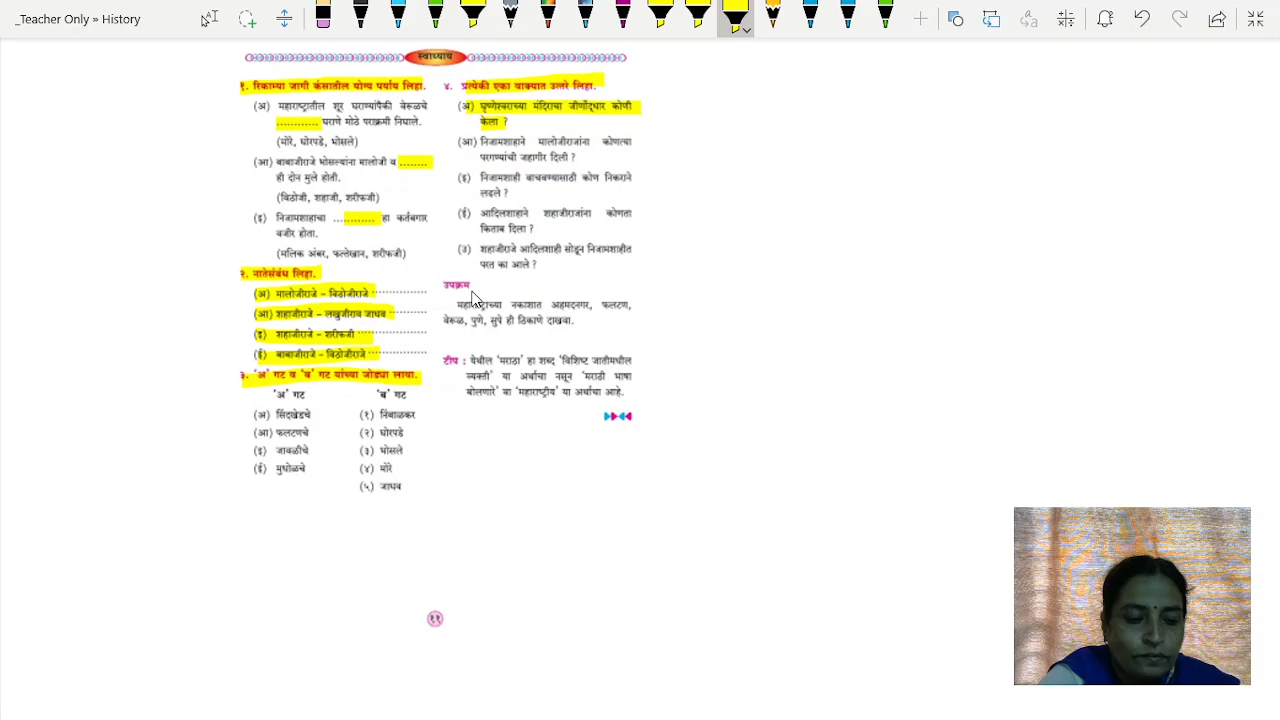 _Teacher Only > History
स्वाध्याय
१. रिकाम्या जागी कंसातील योग्य पर्याय लिहा.
(अ) महाराष्ट्रातील शूर घराण्यांपैकी वेरूळचे
............ घराणे मोठे पराक्रमी निघाले.
(मोरे, घोरपडे, भोसले)
(आ) बाबाजीराजे भोसल्यांना मालोजी व ........
ही दोन मुले होती.
(विठोजी, शहाजी, शरीफजी)
(इ) निजामशाहाचा ............ हा कर्तबगार
वजीर होता.
(मलिक अंबर, फत्तेखान, शरीफजी)
२. नातेसंबंध लिहा.
(अ) मालोजीराजे – विठोजीराजे ...............
(आ) शहाजीराजे – लखुजीराव जाधव ..........
(इ) शहाजीराजे – शरीफजी ..................
(ई) बाबाजीराजे – विठोजीराजे ...............
३. 'अ' गट व 'ब' गट यांच्या जोड्या लावा.
'अ' गट 'ब' गट
(अ) सिंदखेडचे (१) निंबाळकर
(आ) फलटणचे (२) घोरपडे
(इ) जावळीचे (३) भोसले
(ई) मुधोळचे (४) मोरे
(५) जाधव
४. प्रत्येकी एका वाक्यात उत्तरे लिहा.
(अ) घृष्णेश्वराच्या मंदिराचा जीर्णोद्धार कोणी
केला ?
(आ) निजामशाहाने मालोजीराजांना कोणत्या
परगण्यांची जहागीर दिली ?
(इ) निजामशाही वाचवण्यासाठी कोण निकराने
लढले ?
(ई) आदिलशाहाने शहाजीराजांना कोणता
किताब दिला ?
(उ) शहाजीराजे आदिलशाही सोडून निजामशाहीत
परत का आले ?
उपक्रम
महाराष्ट्राच्या नकाशात अहमदनगर, फलटण,
वेरूळ, पुणे, सुपे ही ठिकाणे दाखवा.
टीप : येथील 'मराठा' हा शब्द 'विशिष्ट जातीमधील
व्यक्ती' या अर्थाचा नसून 'मराठी भाषा
बोलणारे' वा 'महाराष्ट्रीय' या अर्थाचा आहे.
११